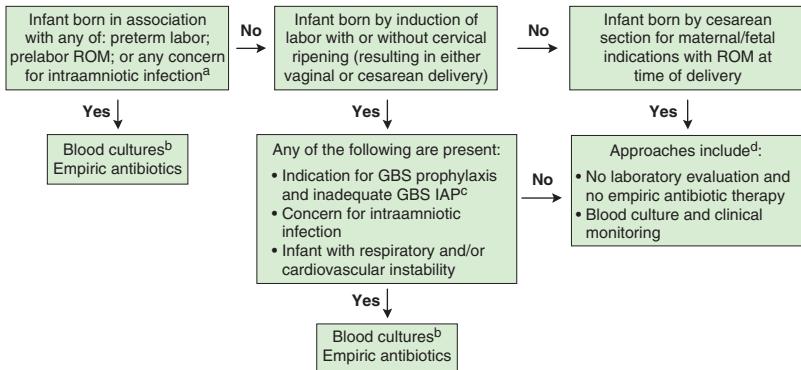 Infant born in association
with any of: preterm labor;
prelabor ROM; or any concern
for intraamniotic infectionᵃ
No
Infant born by induction of
labor with or without cervical
ripening (resulting in either
vaginal or cesarean delivery)
No
Infant born by cesarean
section for maternal/fetal
indications with ROM at
time of delivery
Yes
Yes
Yes
Blood culturesᵇ
Empiric antibiotics
Any of the following are present:
• Indication for GBS prophylaxis
and inadequate GBS IAPᶜ
• Concern for intraamniotic
infection
• Infant with respiratory and/or
cardiovascular instability
No
Approaches includeᵈ:
• No laboratory evaluation and
no empiric antibiotic therapy
• Blood culture and clinical
monitoring
Yes
Blood culturesᵇ
Empiric antibiotics